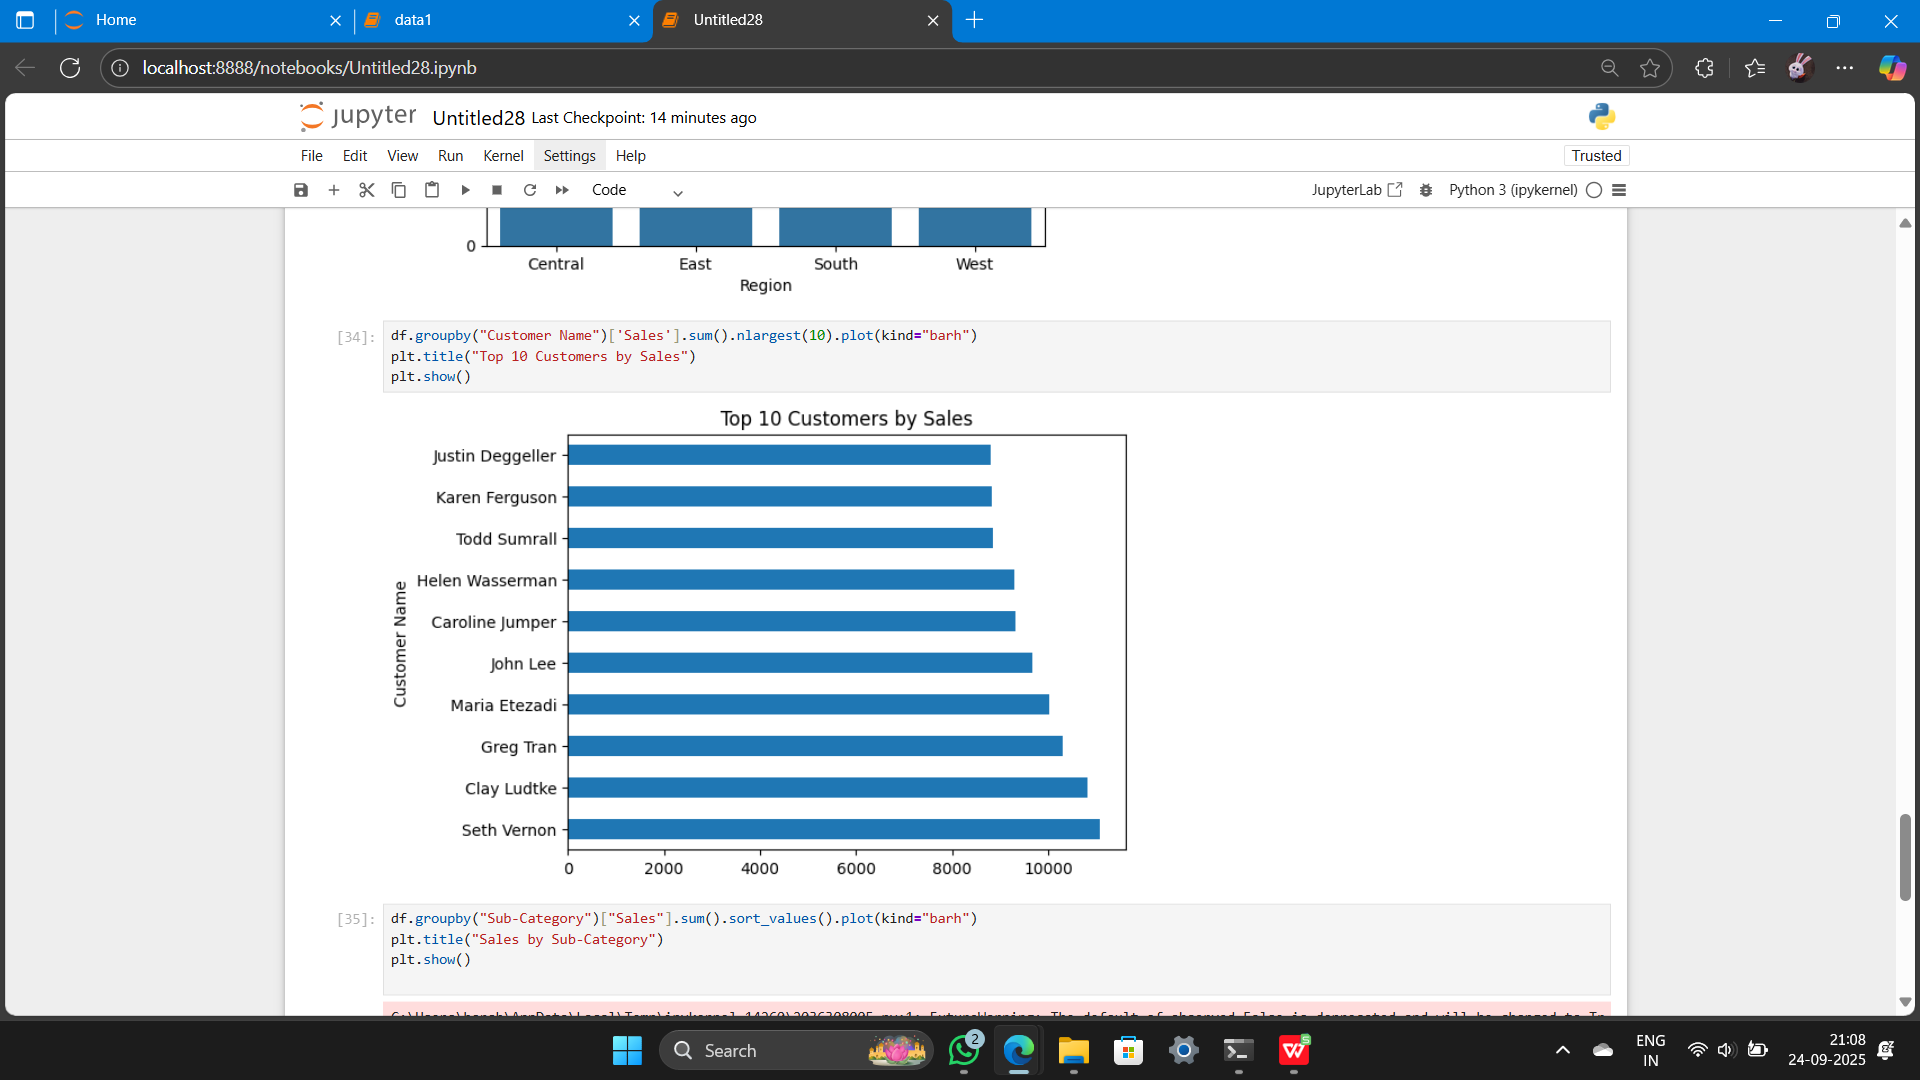 Home
data1
Untitled28
localhost:8888/notebooks/Untitled28.ipynb
jupyter Untitled28 Last Checkpoint: 14 minutes ago
File Edit View Run Kernel Settings Help
Trusted
Code
JupyterLab
Python 3 (ipykernel)
0
Central East South West
Region
[34]:
df.groupby("Customer Name")['Sales'].sum().nlargest(10).plot(kind="barh")
plt.title("Top 10 Customers by Sales")
plt.show()
Top 10 Customers by Sales
Customer Name
Justin Deggeller
Karen Ferguson
Todd Sumrall
Helen Wasserman
Caroline Jumper
John Lee
Maria Etezadi
Greg Tran
Clay Ludtke
Seth Vernon
0 2000 4000 6000 8000 10000
[35]:
df.groupby("Sub-Category")["Sales"].sum().sort_values().plot(kind="barh")
plt.title("Sales by Sub-Category")
plt.show()
Search
2
W
S
ENG
IN
21:08
24-09-2025